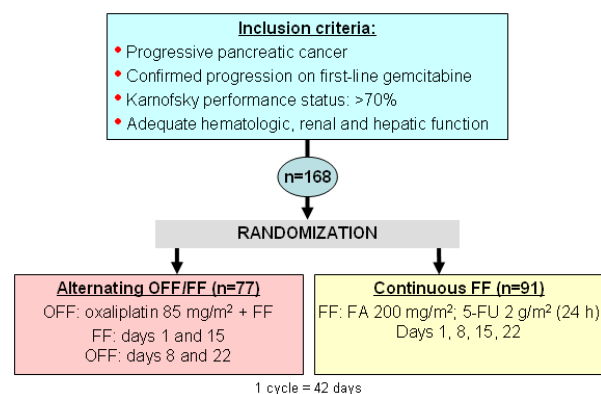 Inclusion criteria:
• Progressive pancreatic cancer
• Confirmed progression on first-line gemcitabine
• Karnofsky performance status: >70%
• Adequate hematologic, renal and hepatic function
n=168
RANDOMIZATION
Alternating OFF/FF (n=77)
OFF: oxaliplatin 85 mg/m² + FF
FF: days 1 and 15
OFF: days 8 and 22
Continuous FF (n=91)
FF: FA 200 mg/m²; 5-FU 2 g/m² (24 h)
Days 1, 8, 15, 22
1 cycle = 42 days